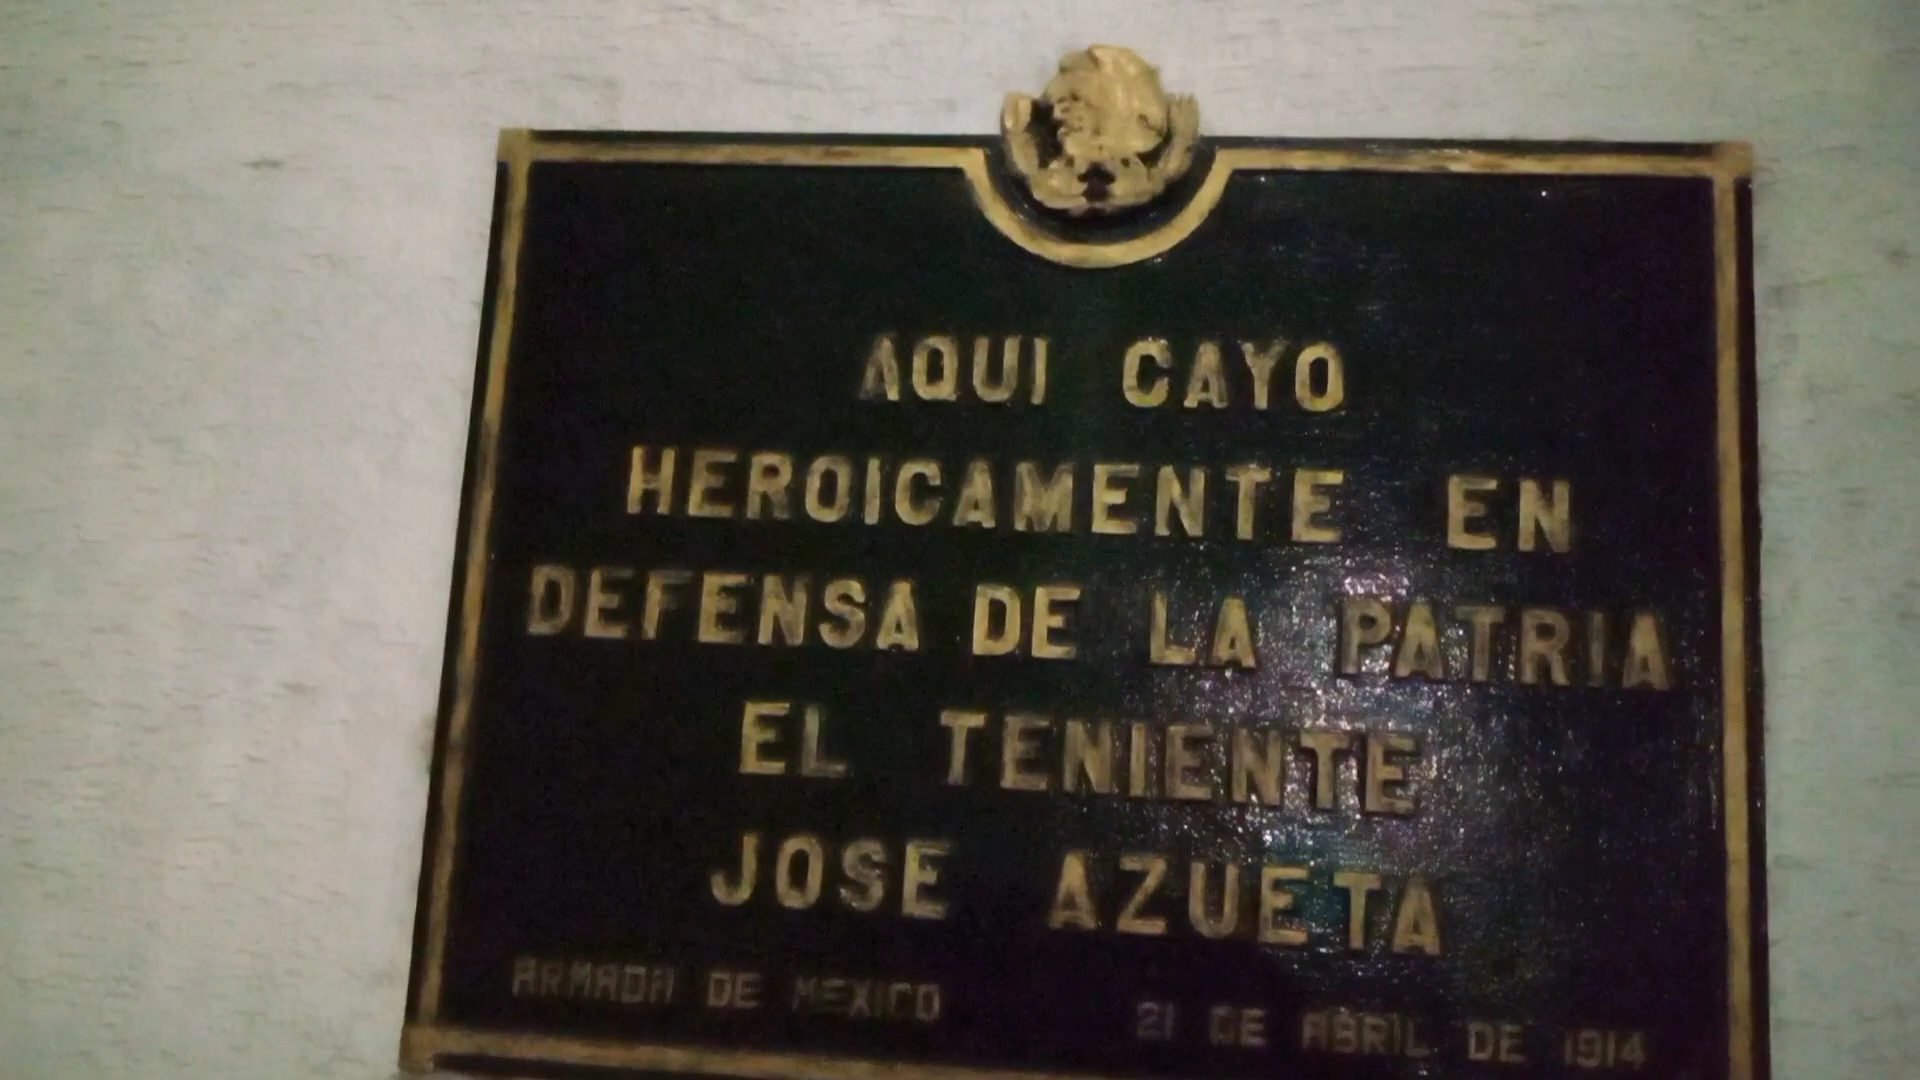 AQUI CAYO
HEROICAMENTE EN
DEFENSA DE LA PATRIA
EL TENIENTE
JOSE AZUETA
ARMADA DE MEXICO 21 DE ABRIL DE 1914